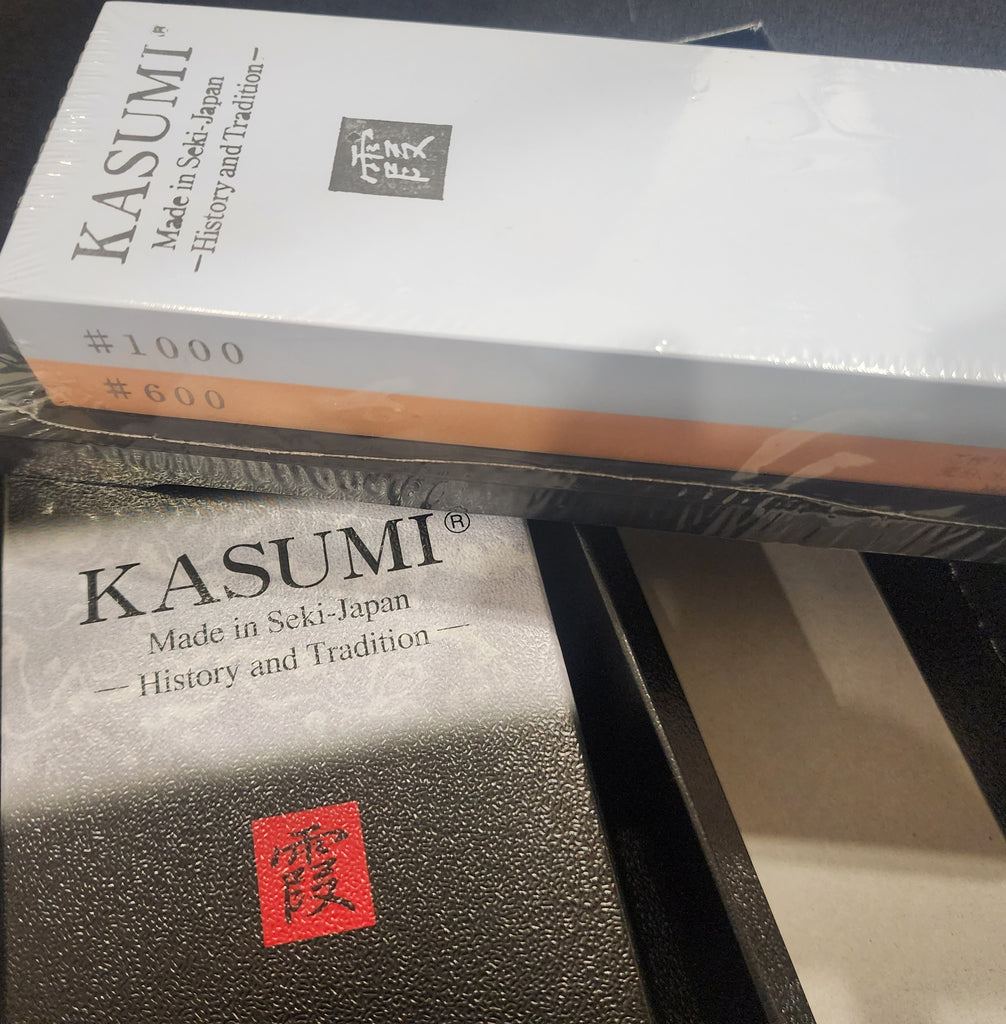 KASUMI®
Made in Seki-Japan
—History and Tradition—
霞
#1000
#600
KASUMI®
Made in Seki-Japan
— History and Tradition —
霞